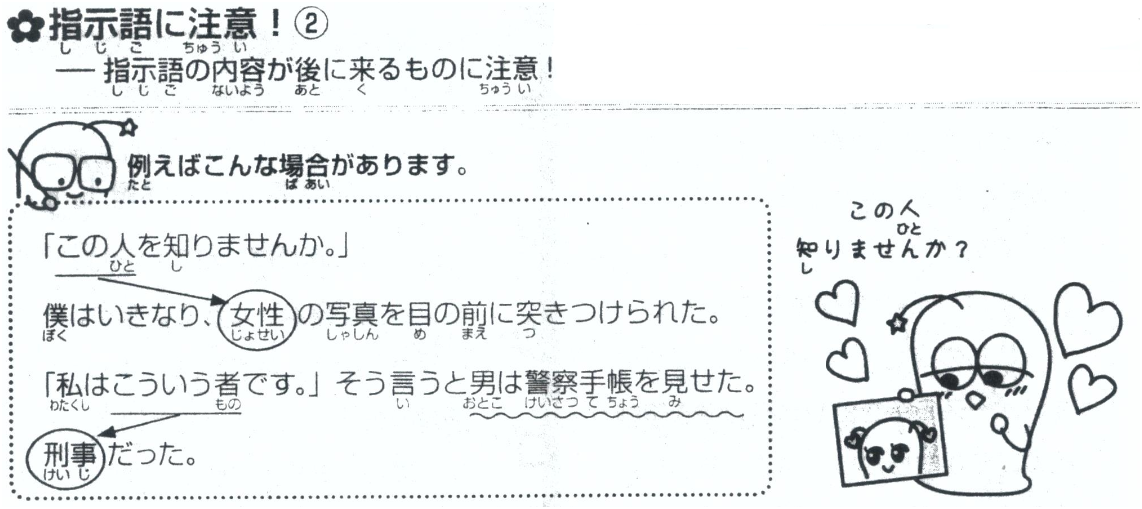 ✿指示語に注意！②
しじご ちゅうい
― 指示語の内容が後に来るものに注意！
しじご ないよう あと く ちゅうい
例えばこんな場合があります。
たと ばあい
「この人を知りませんか。」
ひと し
僕はいきなり、女性の写真を目の前に突きつけられた。
ぼく じょせい しゃしん め まえ つ
「私はこういう者です。」そう言うと男は警察手帳を見せた。
わたくし もの い おとこ けいさつてちょう み
刑事だった。
けいじ
この人
ひと
知りませんか？
し